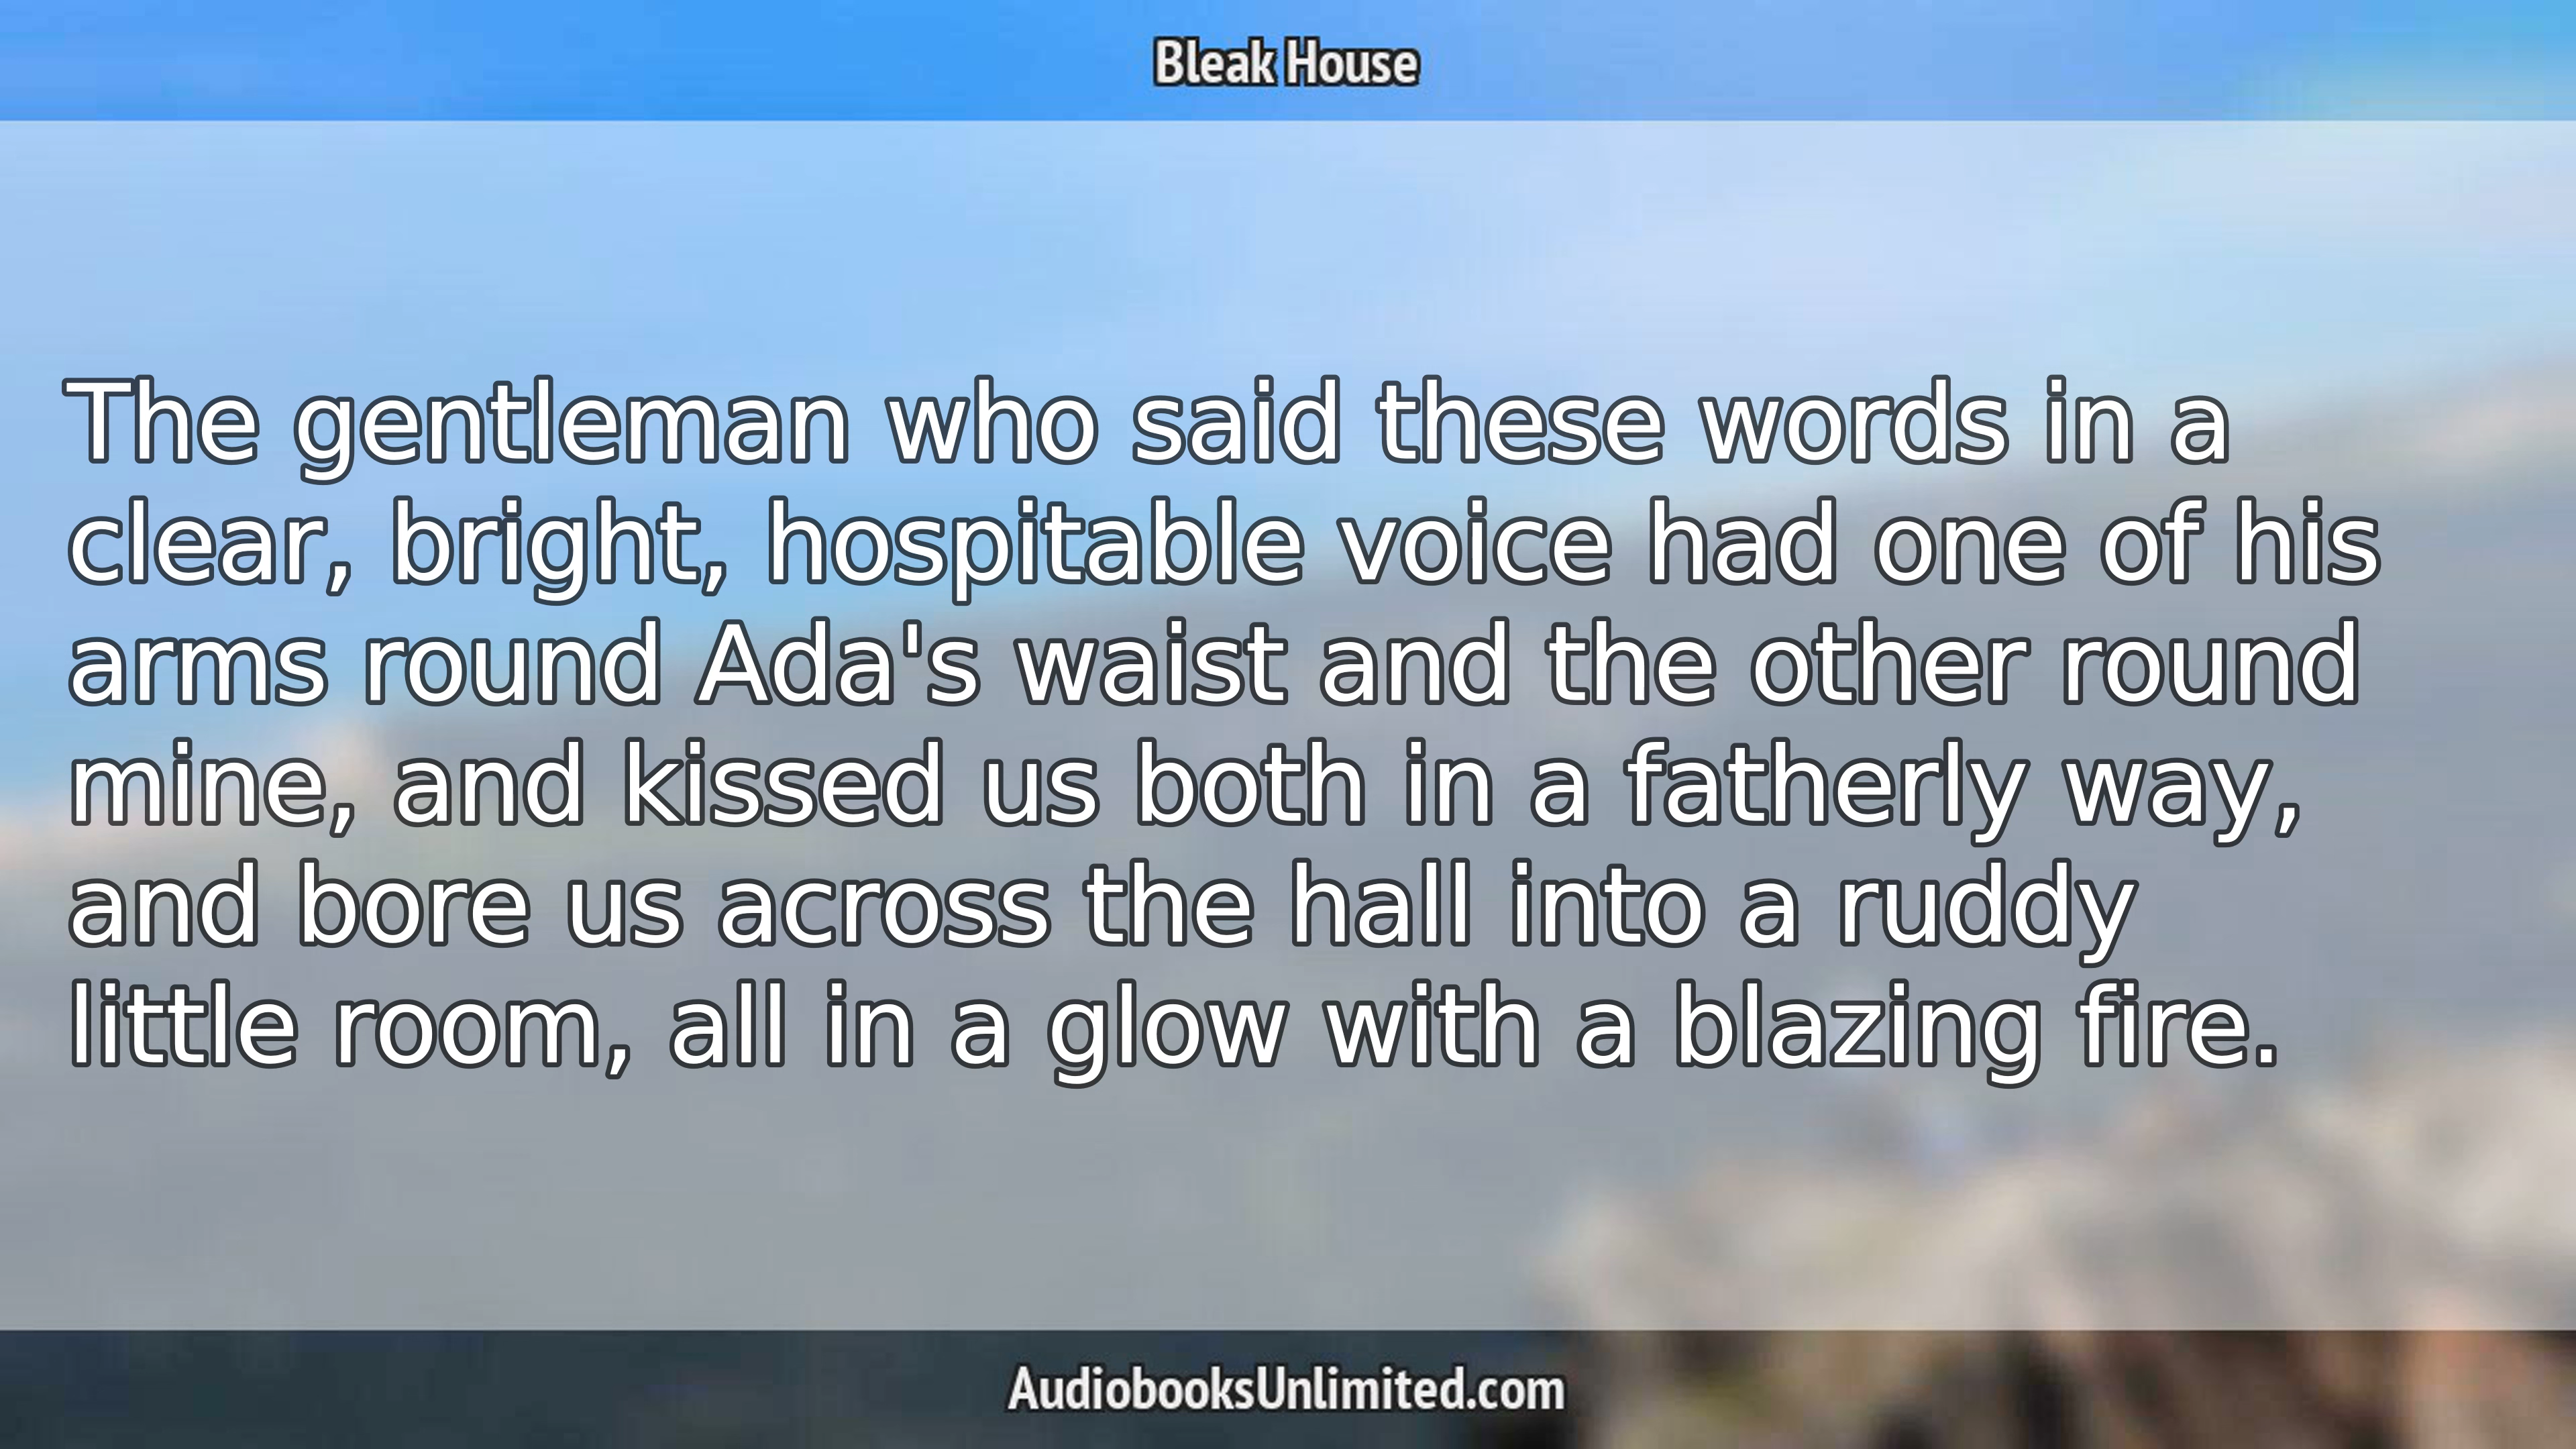 Bleak House
The gentleman who said these words in a
clear, bright, hospitable voice had one of his
arms round Ada's waist and the other round
mine, and kissed us both in a fatherly way,
and bore us across the hall into a ruddy
little room, all in a glow with a blazing fire.
AudiobooksUnlimited.com